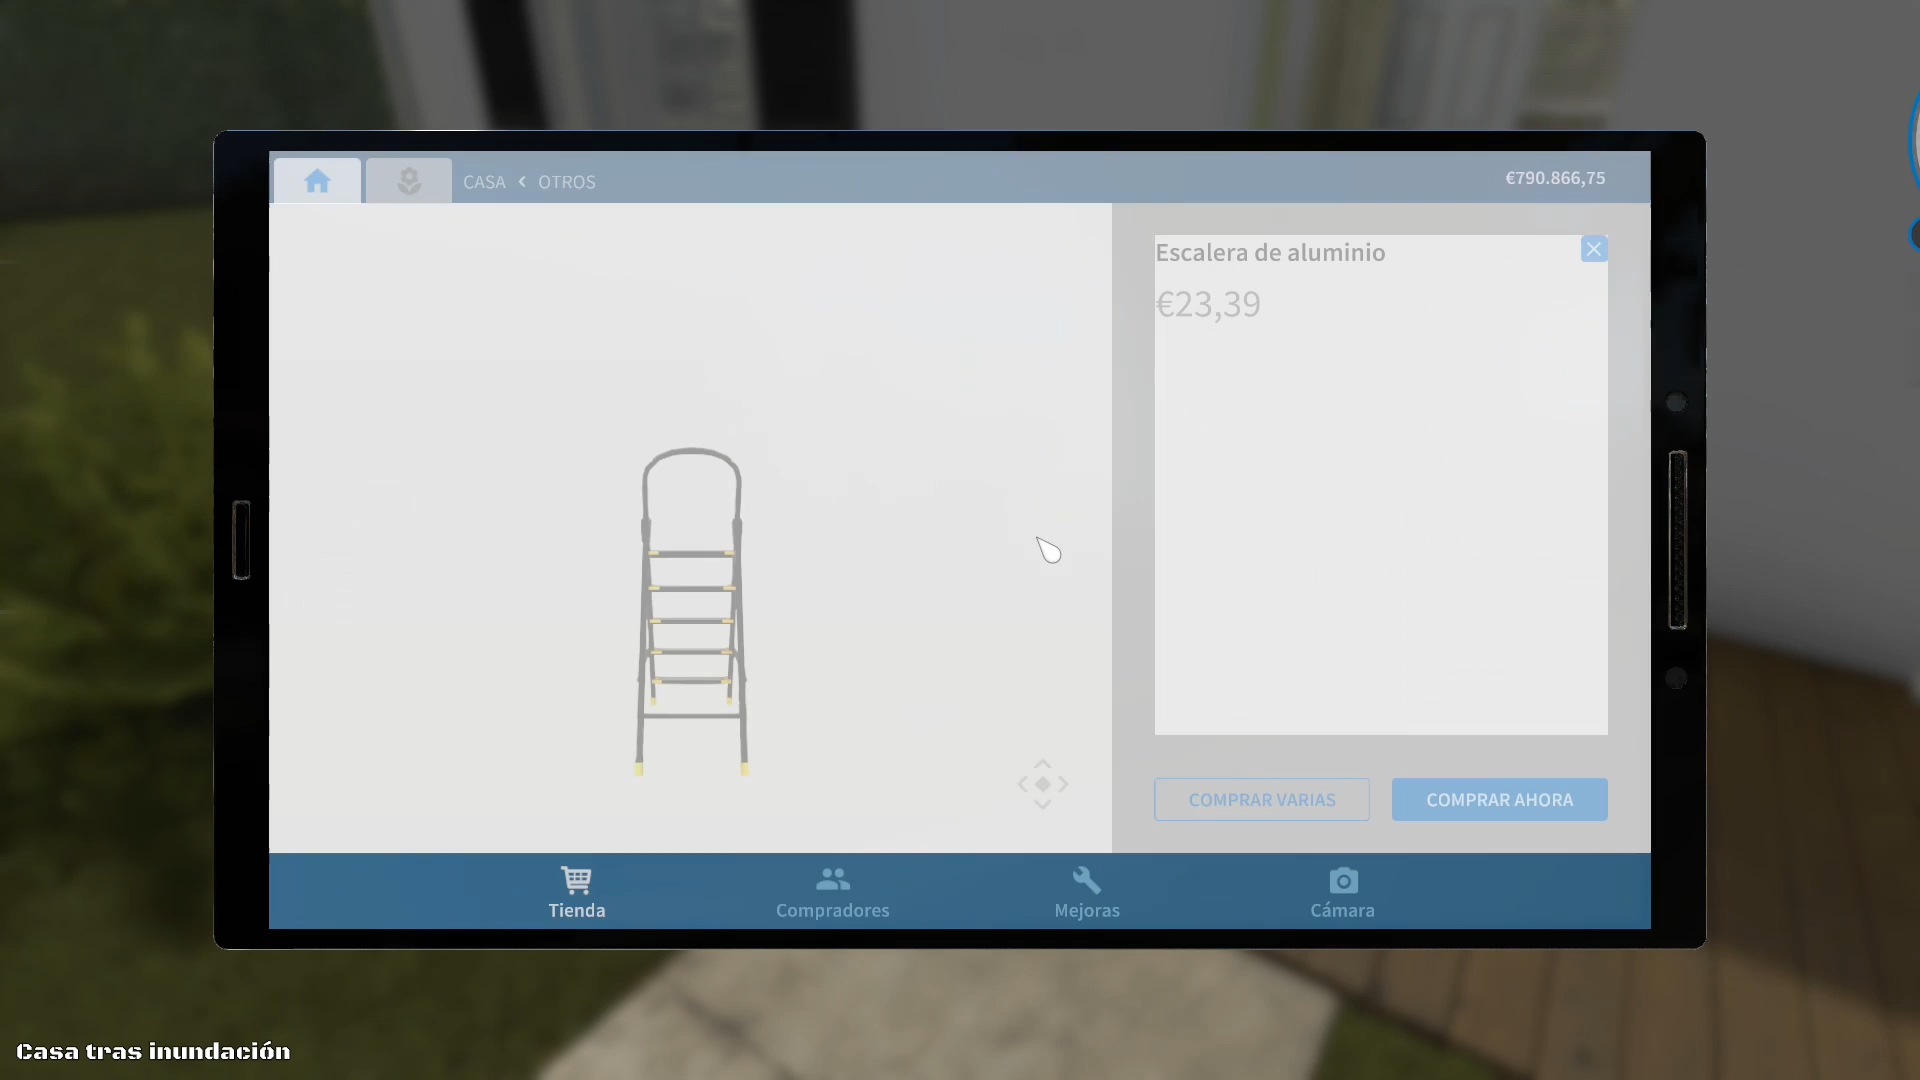 CASA < OTROS
€790.866,75
Escalera de aluminio
€23,39
COMPRAR VARIAS
COMPRAR AHORA
Tienda
Compradores
Mejoras
Cámara
Casa tras inundación